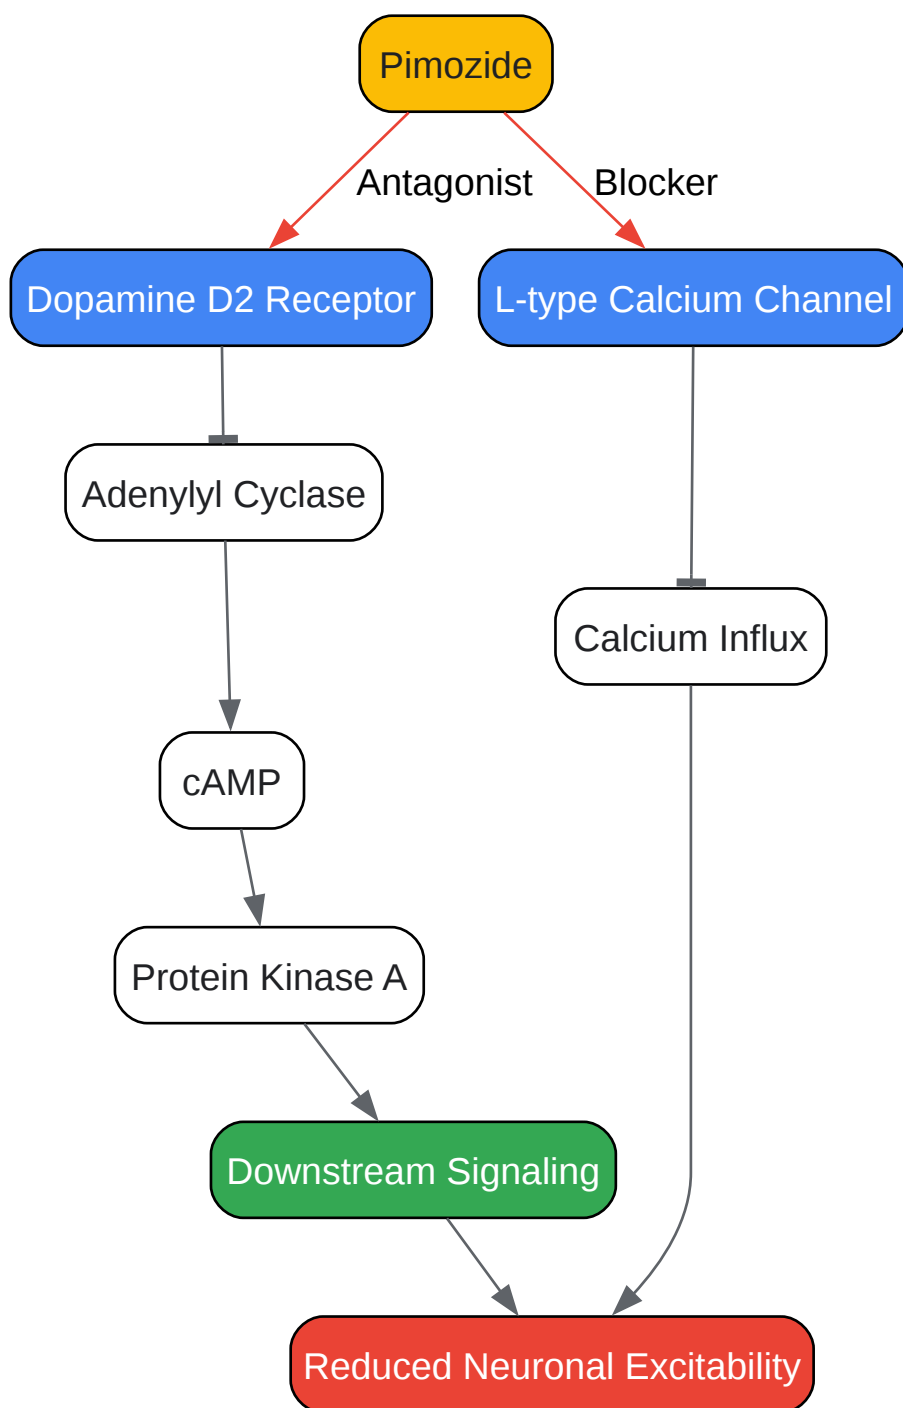 Pimozide
Antagonist
Blocker
Dopamine D2 Receptor
L-type Calcium Channel
Adenylyl Cyclase
Calcium Influx
cAMP
Protein Kinase A
Downstream Signaling
Reduced Neuronal Excitability